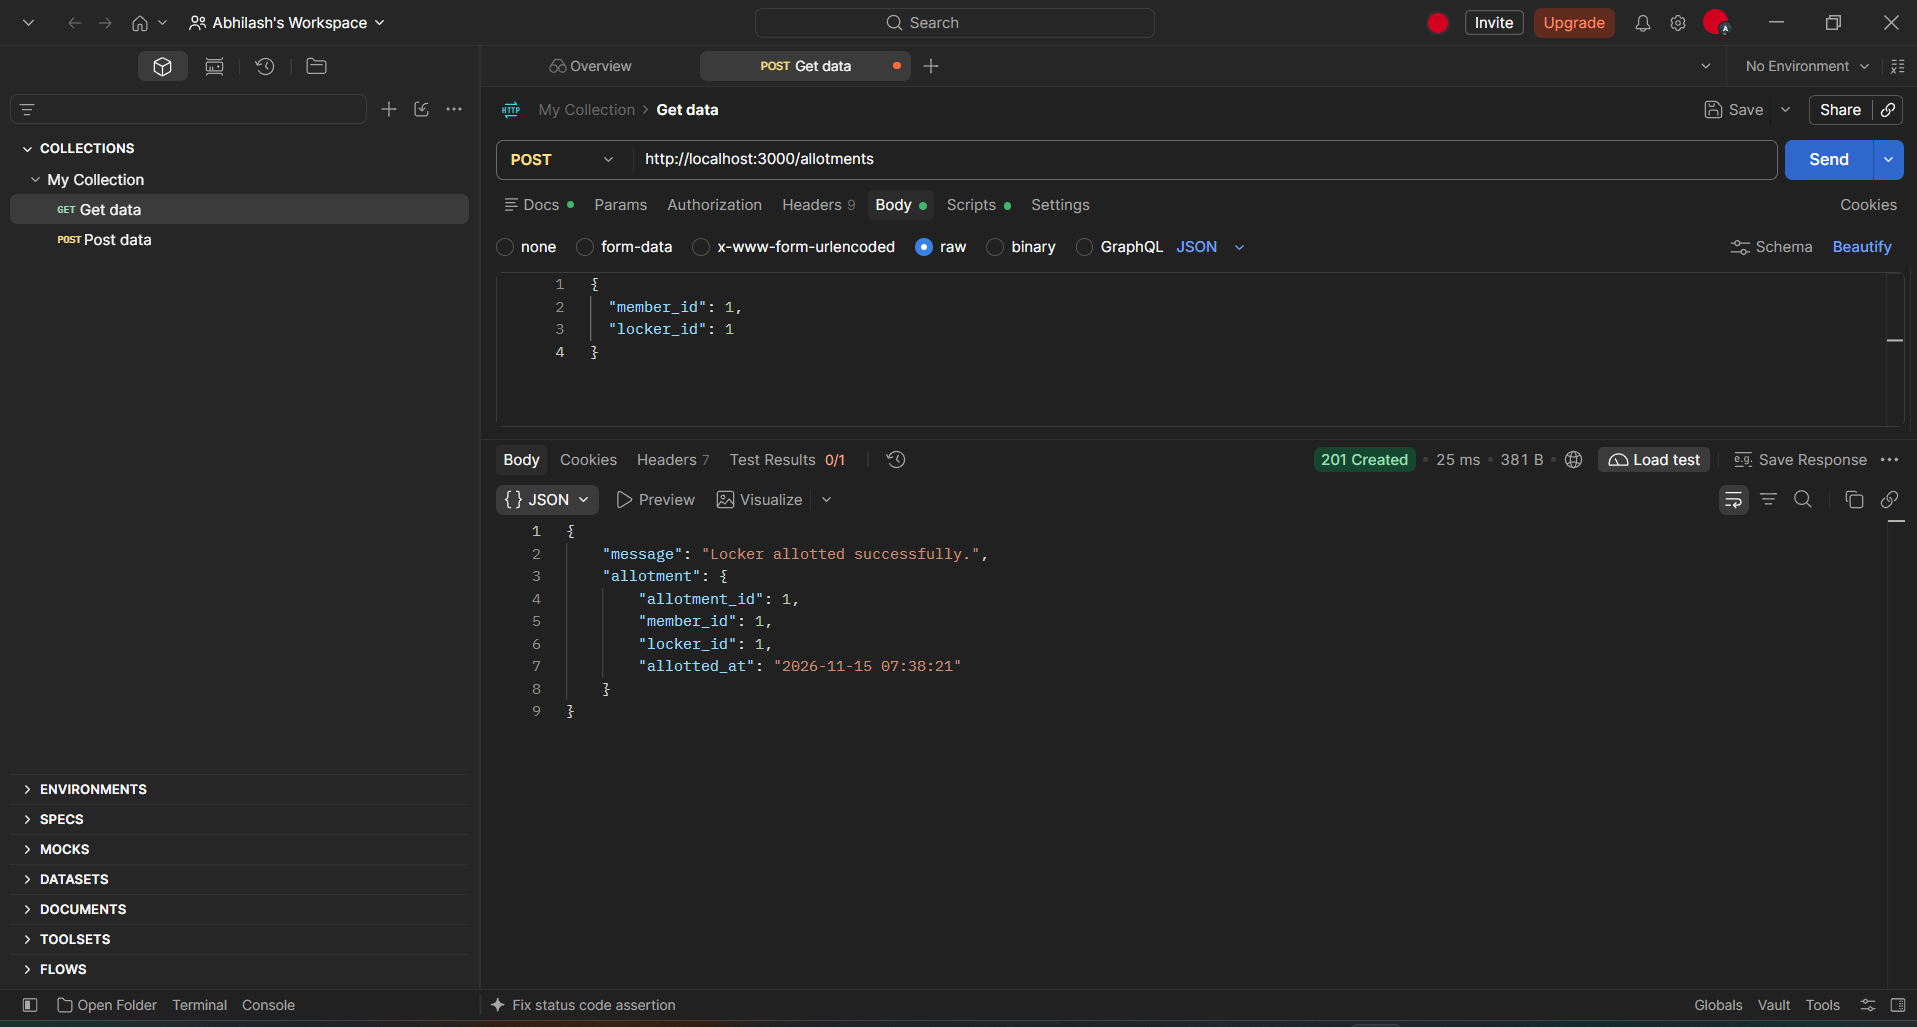 Abhilash's Workspace
Search
Invite
Upgrade
A
Overview
POST Get data
No Environment
HTTP My Collection > Get data
Save
Share
COLLECTIONS
My Collection
GET Get data
POST Post data
POST
http://localhost:3000/allotments
Send
Docs
Params
Authorization
Headers 9
Body
Scripts
Settings
Cookies
none
form-data
x-www-form-urlencoded
raw
binary
GraphQL
JSON
Schema
Beautify
1 {
2 "member_id": 1,
3 "locker_id": 1
4 }
Body
Cookies
Headers 7
Test Results 0/1
201 Created
25 ms
381 B
Load test
e.g. Save Response
{} JSON
Preview
Visualize
1 {
2 "message": "Locker allotted successfully.",
3 "allotment": {
4 "allotment_id": 1,
5 "member_id": 1,
6 "locker_id": 1,
7 "allotted_at": "2026-11-15 07:38:21"
8 }
9 }
ENVIRONMENTS
SPECS
MOCKS
DATASETS
DOCUMENTS
TOOLSETS
FLOWS
Open Folder
Terminal
Console
Fix status code assertion
Globals
Vault
Tools